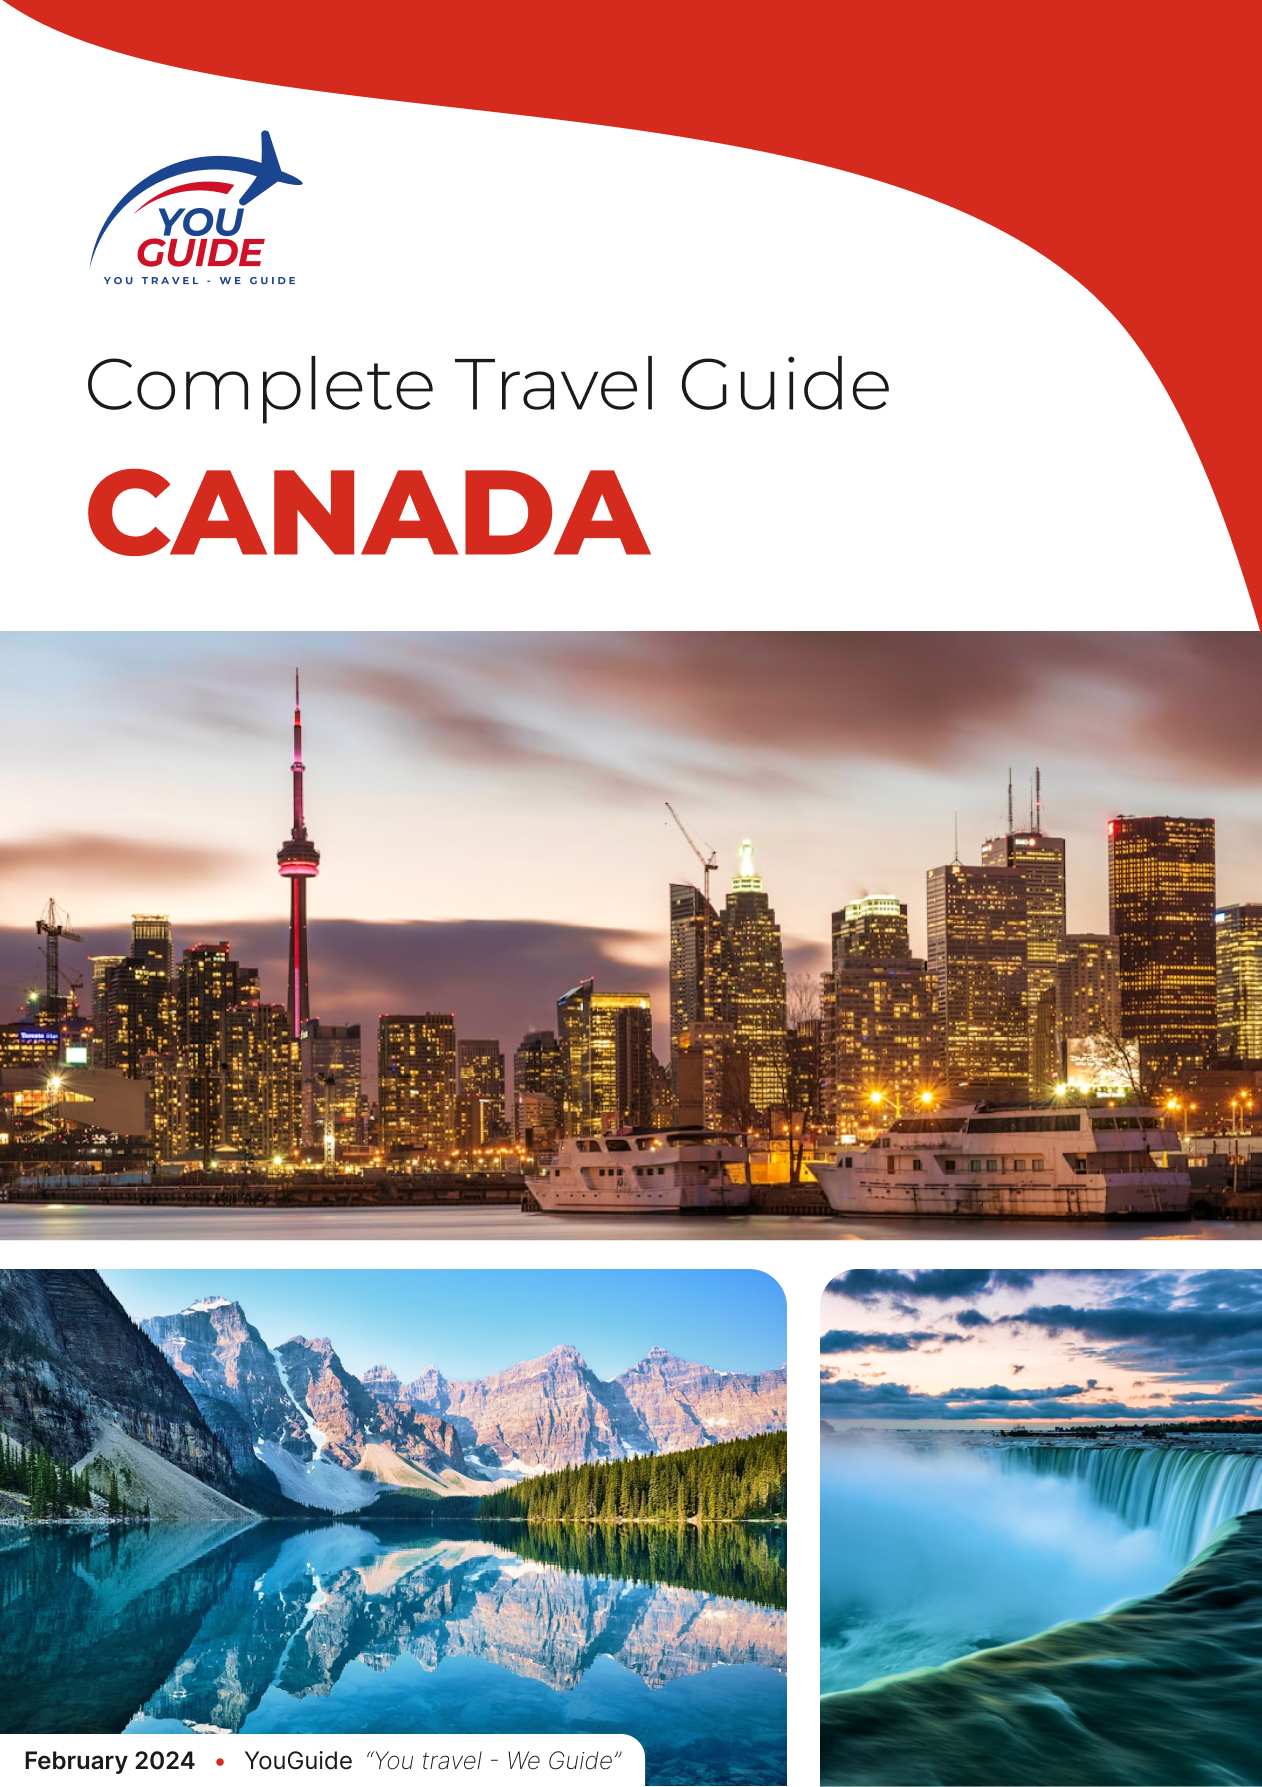 YOU
GUIDE
YOU TRAVEL - WE GUIDE
Complete Travel Guide
CANADA
February 2024 • YouGuide “You travel - We Guide”